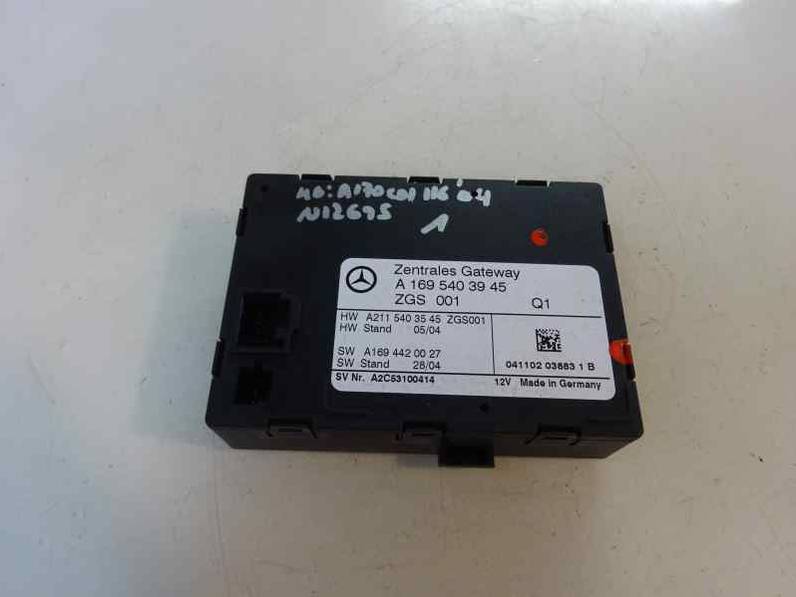 N12695
1
Zentrales Gateway
A 169 540 39 45
ZGS 001 Q1
HW A211 540 35 45 ZGS001
HW Stand 05/04
SW A169 442 00 27
SW Stand 28/04
041102 03883 1 B
SV Nr. A2C53100414 12V Made in Germany